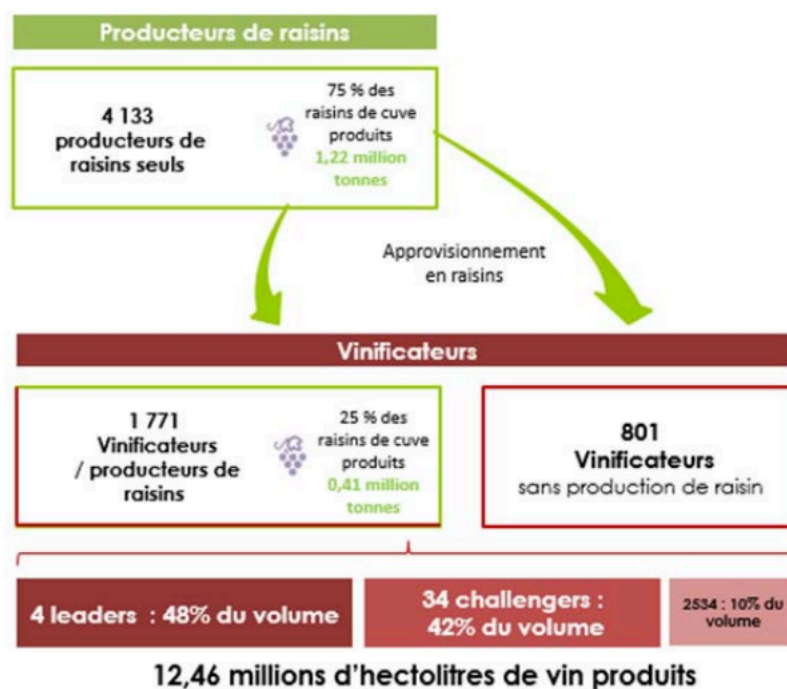 Producteurs de raisins
4 133
producteurs de
raisins seuls
75 % des
raisins de cuve
produits
1,22 million
tonnes
Approvisionnement
en raisins
Vinificateurs
1 771
Vinificateurs
/ producteurs de
raisins
25 % des
raisins de cuve
produits
0,41 million
tonnes
801
Vinificateurs
sans production de raisin
4 leaders : 48% du volume
34 challengers :
42% du volume
2534 : 10% du
volume
12,46 millions d'hectolitres de vin produits